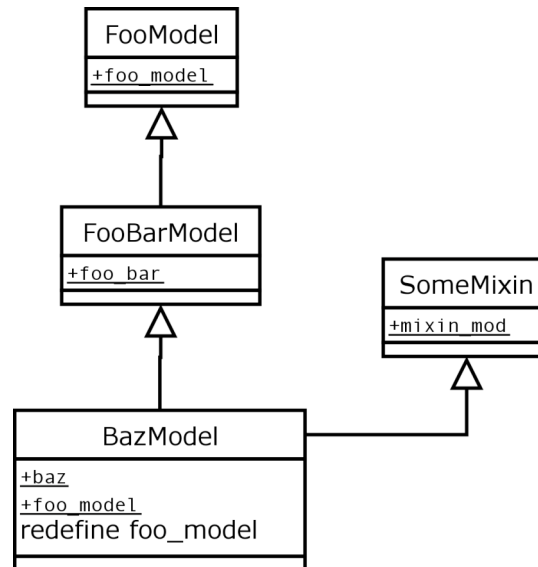 FooModel
+foo_model
FooBarModel
+foo_bar
SomeMixin
+mixin_mod
BazModel
+baz
+foo_model
redefine foo_model